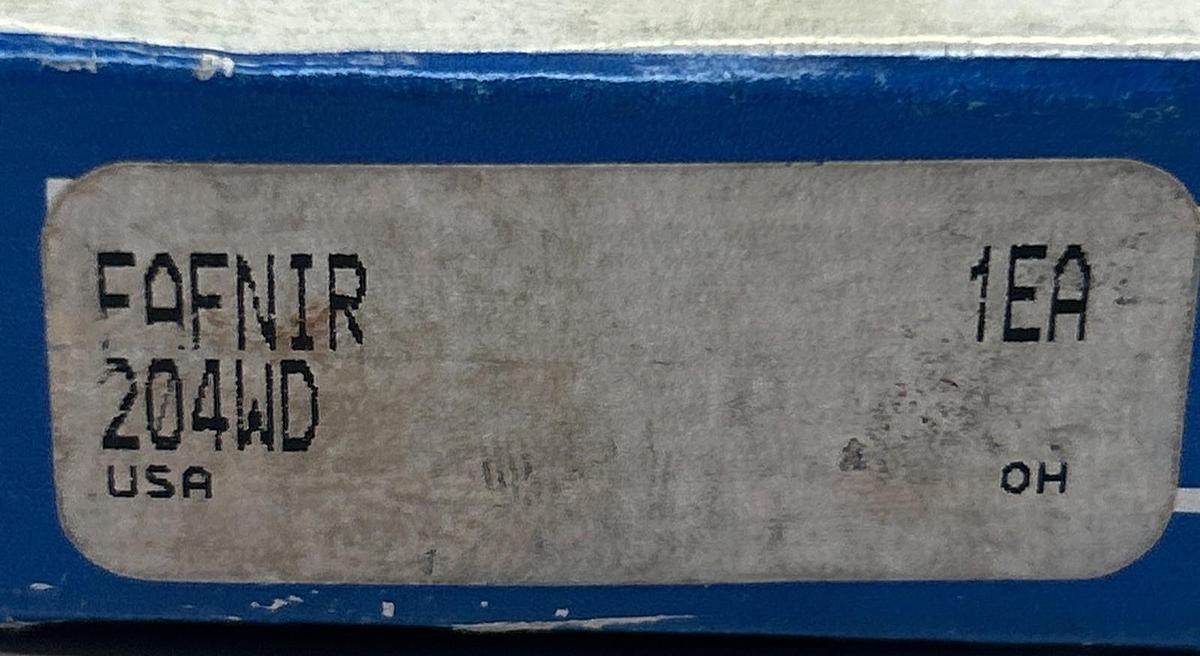 FAFNIR 1EA
204WD
USA OH